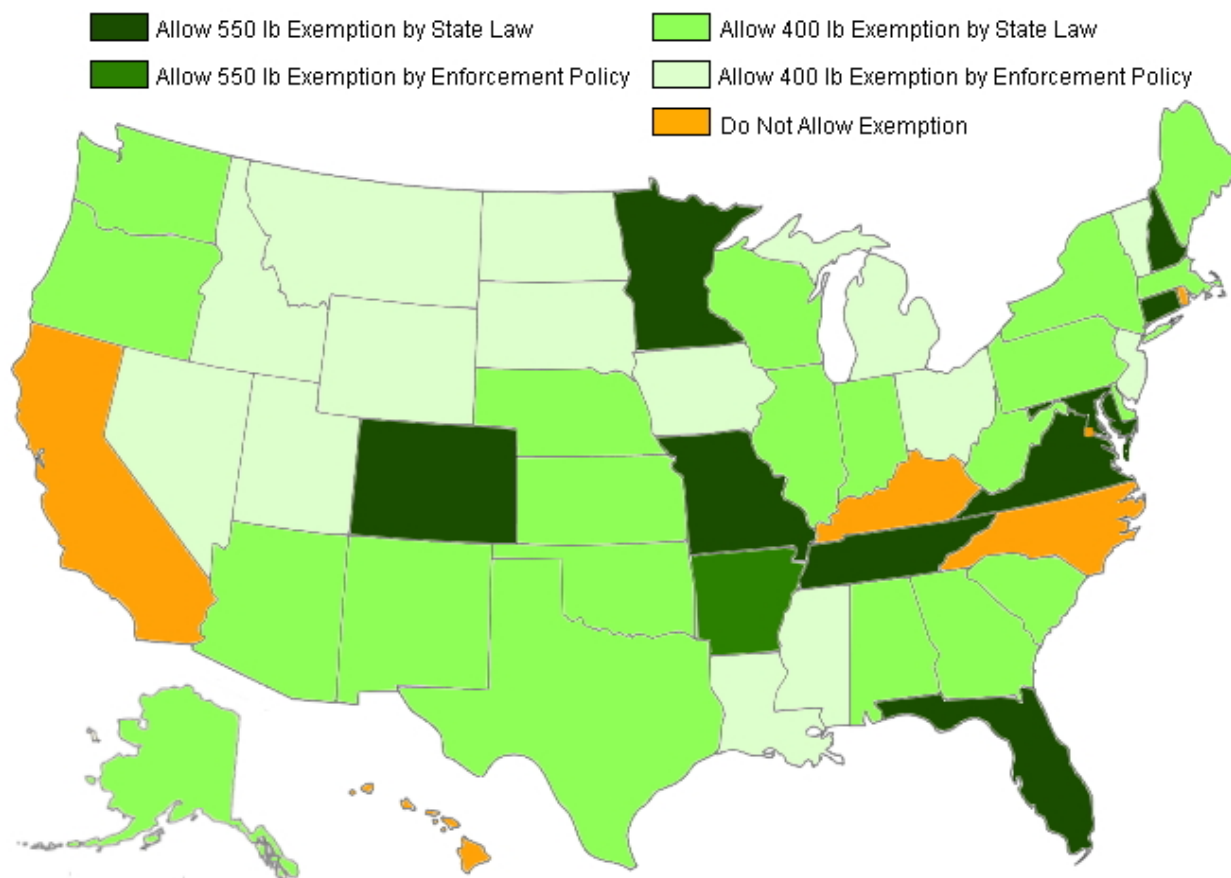 Allow 550 lb Exemption by State Law
Allow 400 lb Exemption by State Law
Allow 550 lb Exemption by Enforcement Policy
Allow 400 lb Exemption by Enforcement Policy
Do Not Allow Exemption